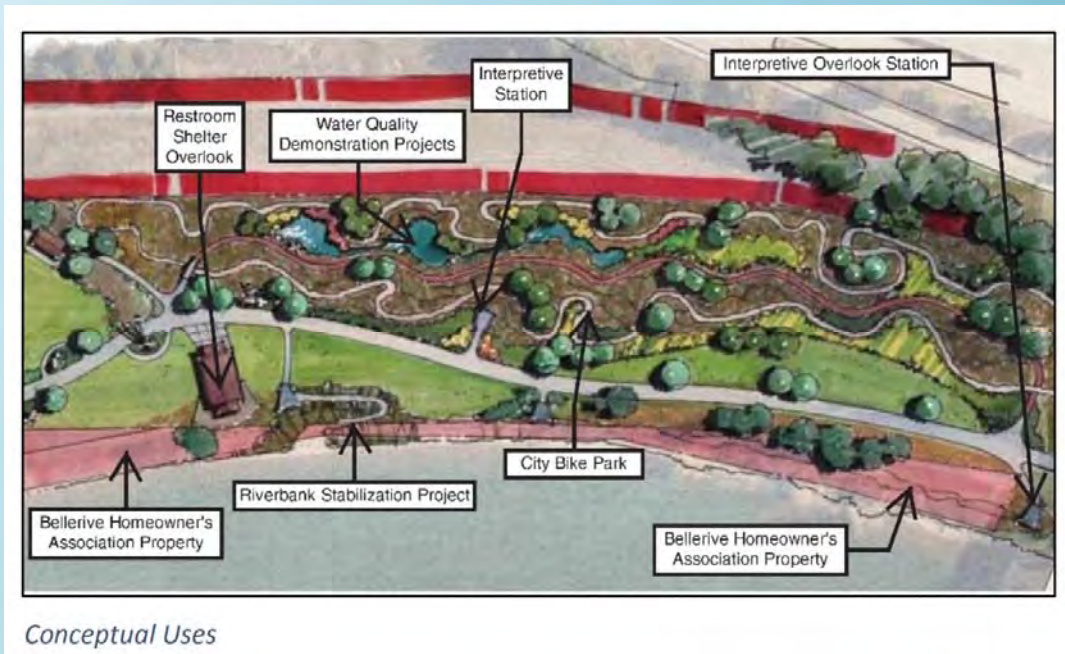 Interpretive Overlook Station
Interpretive
Station
Restroom
Shelter
Overlook
Water Quality
Demonstration Projects
City Bike Park
Riverbank Stabilization Project
Bellerive Homeowner's
Association Property
Bellerive Homeowner's
Association Property
Conceptual Uses